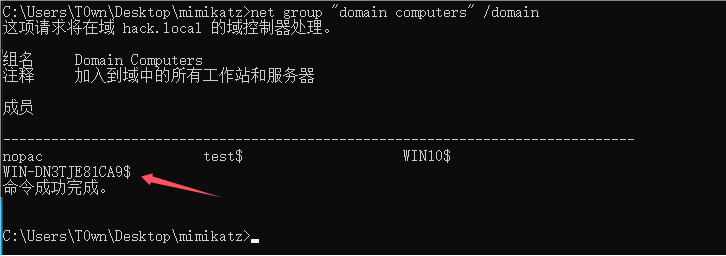 C:\Users\T0wn\Desktop\mimikatz>net group "domain computers" /domain
这项请求将在域 hack.local 的域控制器处理。
组名     Domain Computers
注释     加入到域中的所有工作站和服务器
成员
-------------------------------------------------------------------------------
nopac                    test$                    WIN10$
WIN-DN3TJE81CA9$
命令成功完成。
C:\Users\T0wn\Desktop\mimikatz>